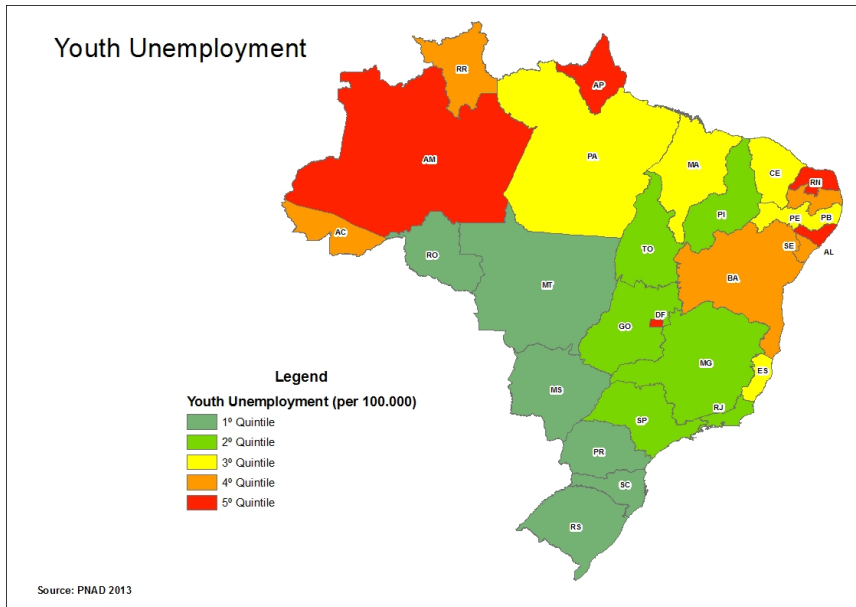 Youth Unemployment
RR
AP
AM
PA
MA
CE
RN
PI
PE
PB
AC
TO
SE
AL
RO
BA
MT
DF
GO
MG
ES
Legend
Youth Unemployment (per 100.000)
MS
RJ
1º Quintile
SP
2º Quintile
3º Quintile
PR
4º Quintile
SC
5º Quintile
RS
Source: PNAD 2013